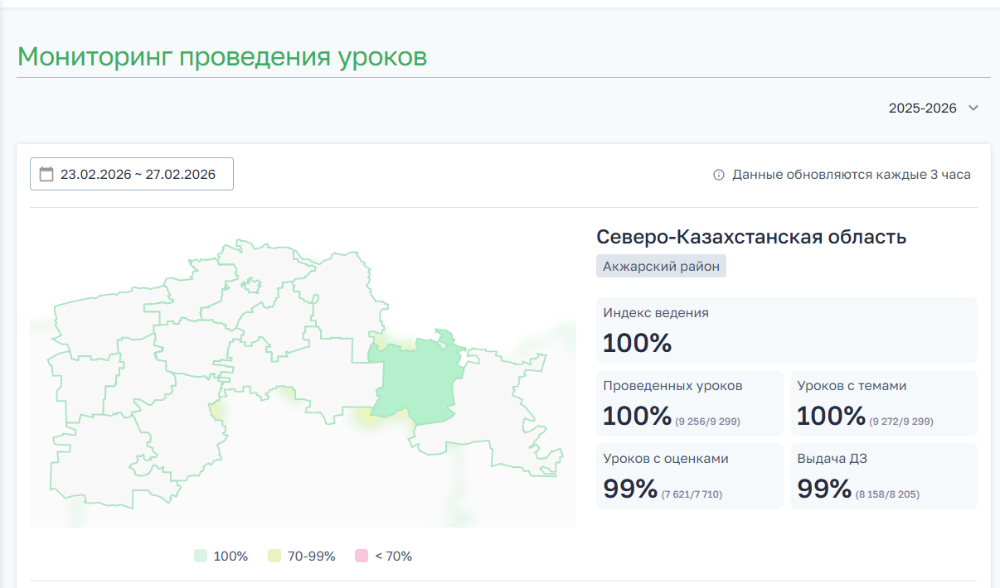 Мониторинг проведения уроков
2025-2026
23.02.2026 ~ 27.02.2026
Данные обновляются каждые 3 часа
Северо-Казахстанская область
Акжарский район
Индекс ведения
100%
Проведенных уроков
100% (9 256/9 299)
Уроков с темами
100% (9 272/9 299)
Уроков с оценками
99% (7 621/7 710)
Выдача ДЗ
99% (8 158/8 205)
100%
70-99%
< 70%